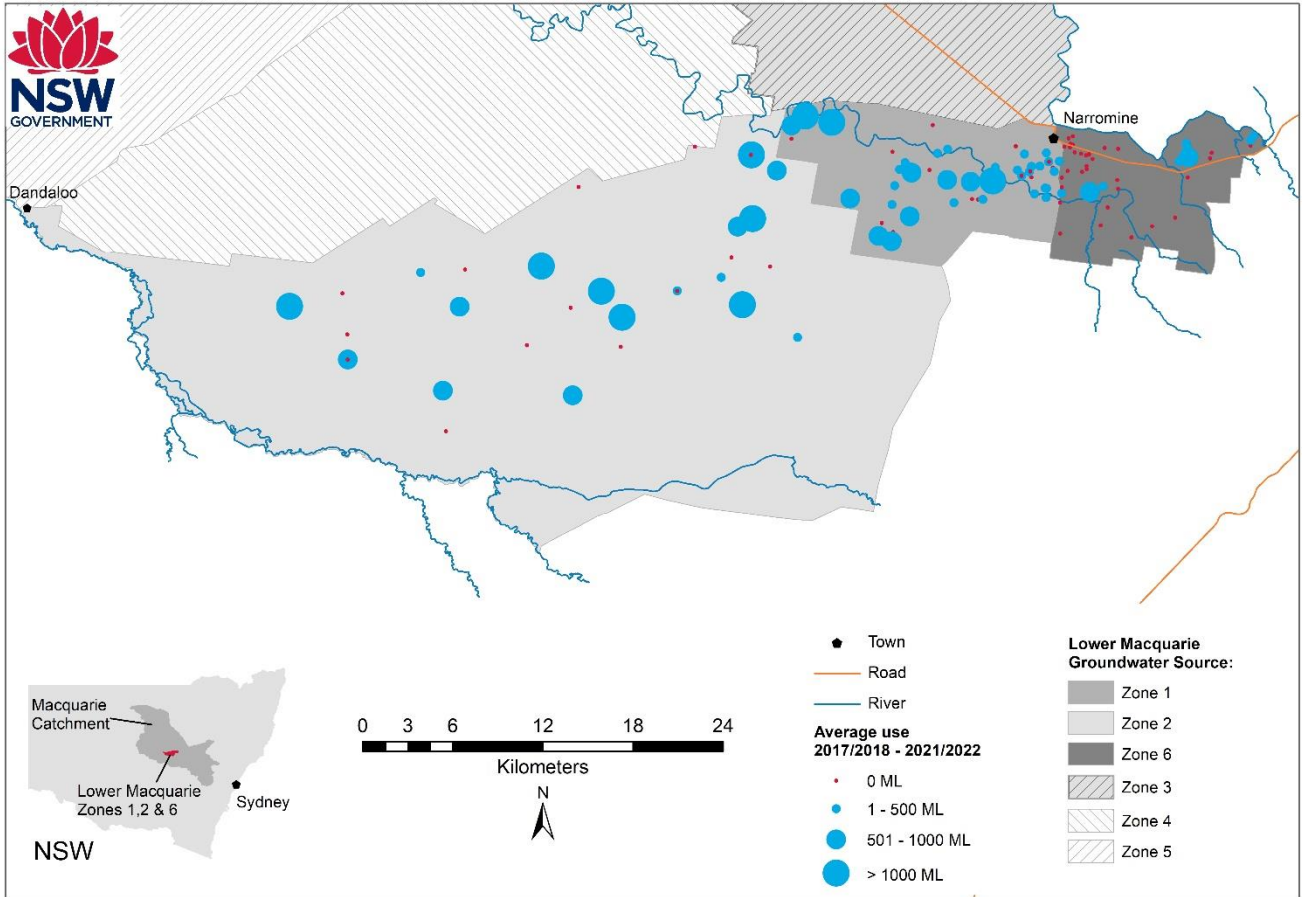 NSW
GOVERNMENT
Narromine
Dandaloo
Macquarie
Catchment
Lower Macquarie
Zones 1,2 & 6
Sydney
NSW
0 3 6 12 18 24
Kilometers
N
Town
Road
River
Average use
2017/2018 - 2021/2022
0 ML
1 - 500 ML
501 - 1000 ML
> 1000 ML
Lower Macquarie
Groundwater Source:
Zone 1
Zone 2
Zone 6
Zone 3
Zone 4
Zone 5